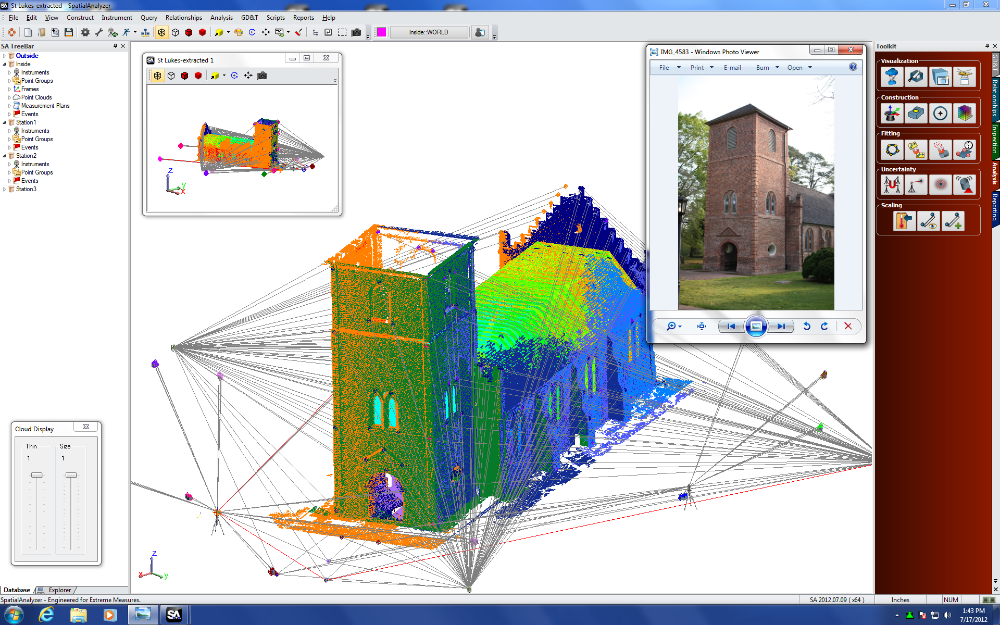 St Lukes-extracted - SpatialAnalyzer
File Edit View Construct Instrument Query Relationships Analysis GD&T Scripts Reports Help
Inside::WORLD
SA TreeBar
Outside
Inside
Instruments
Point Groups
Frames
Point Clouds
Measurement Plans
Events
Station1
Instruments
Point Groups
Events
Station2
Instruments
Point Groups
Events
Station3
St Lukes-extracted 1
Z
Y
X
IMG_4583 - Windows Photo Viewer
File Print E-mail Burn Open
Toolkit
Visualization
Construction
Fitting
Uncertainty
Scaling
GD&T
Relationships
Inspection
Analysis
Reporting
Cloud Display
Thin Size
1 1
Z
X
Y
Database Explorer
SpatialAnalyzer - Engineered for Extreme Measures.
SA 2012.07.09 ( x64 )
Inches
NUM
SA
1:43 PM
7/17/2012